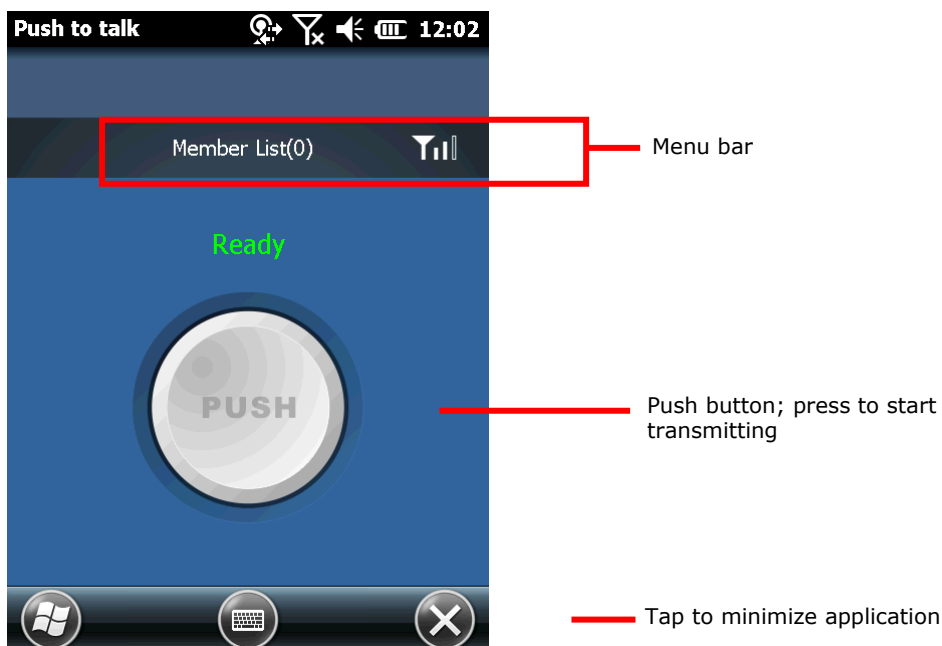 Push to talk 12:02
Member List(0)
Menu bar
Ready
PUSH
Push button; press to start
transmitting
Tap to minimize application